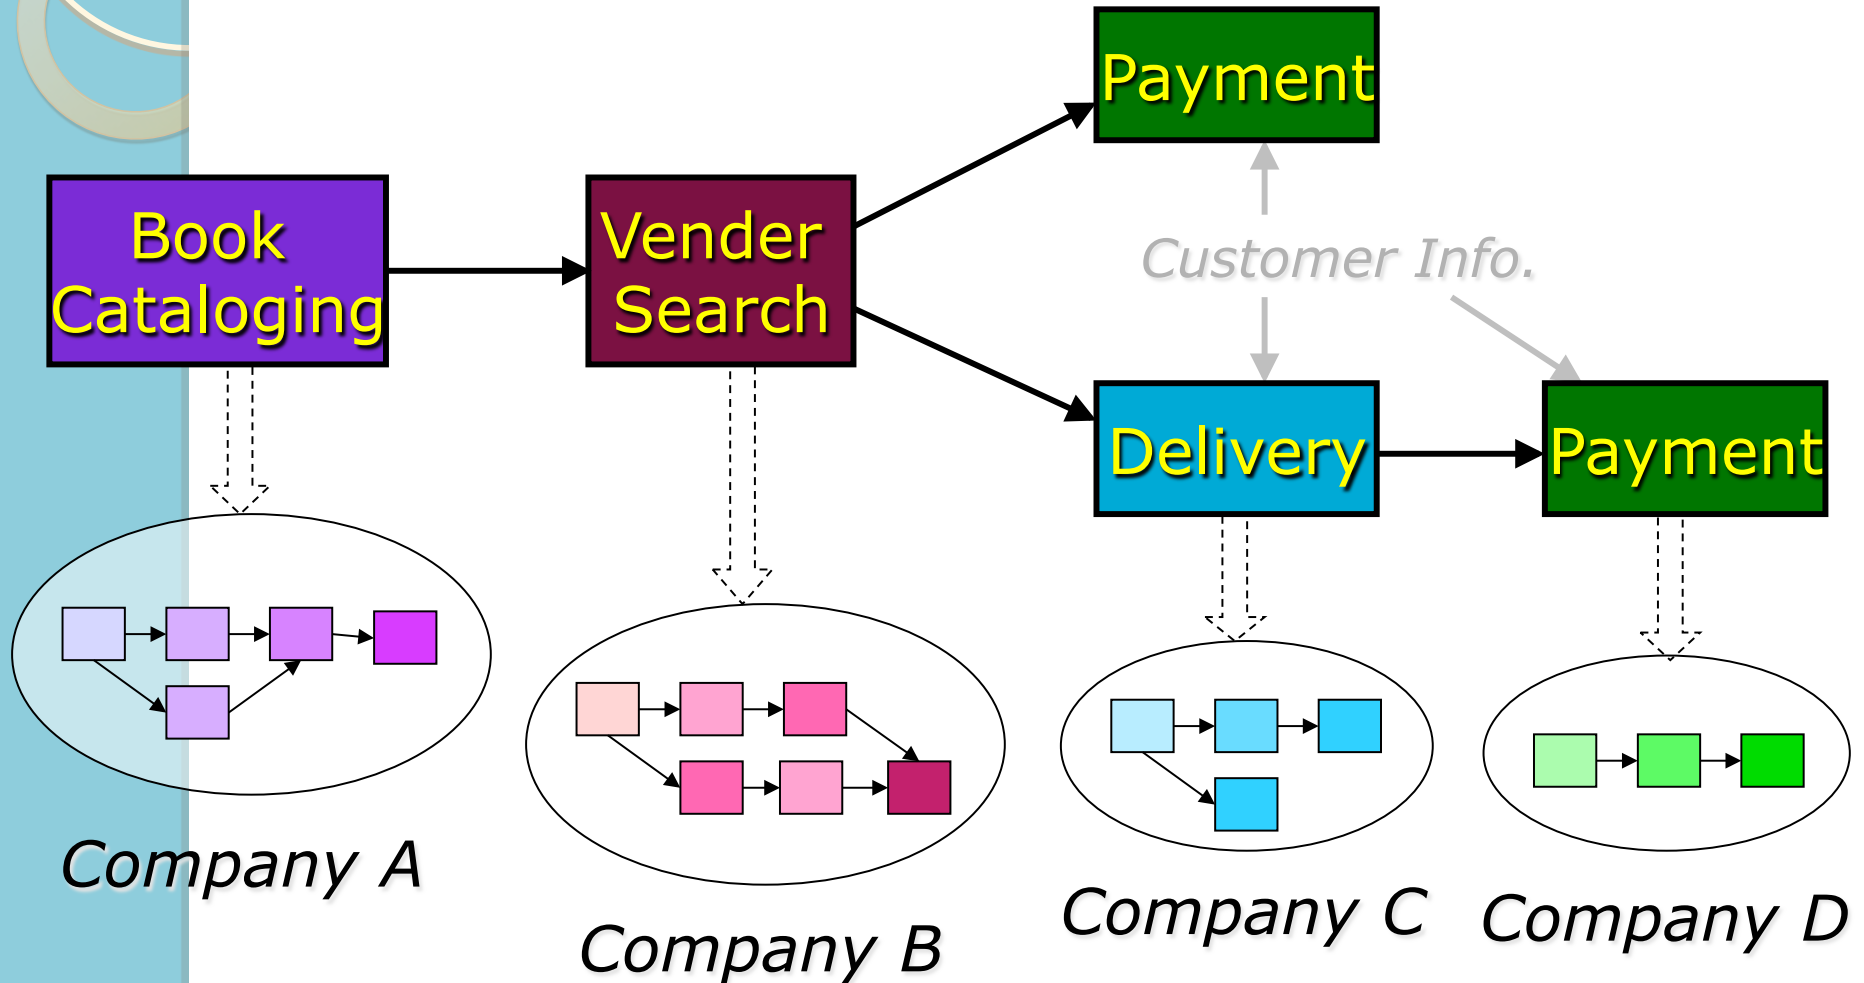 Payment
Book
Cataloging
Vender
Search
Customer Info.
Delivery
Payment
Company A
Company B
Company C
Company D